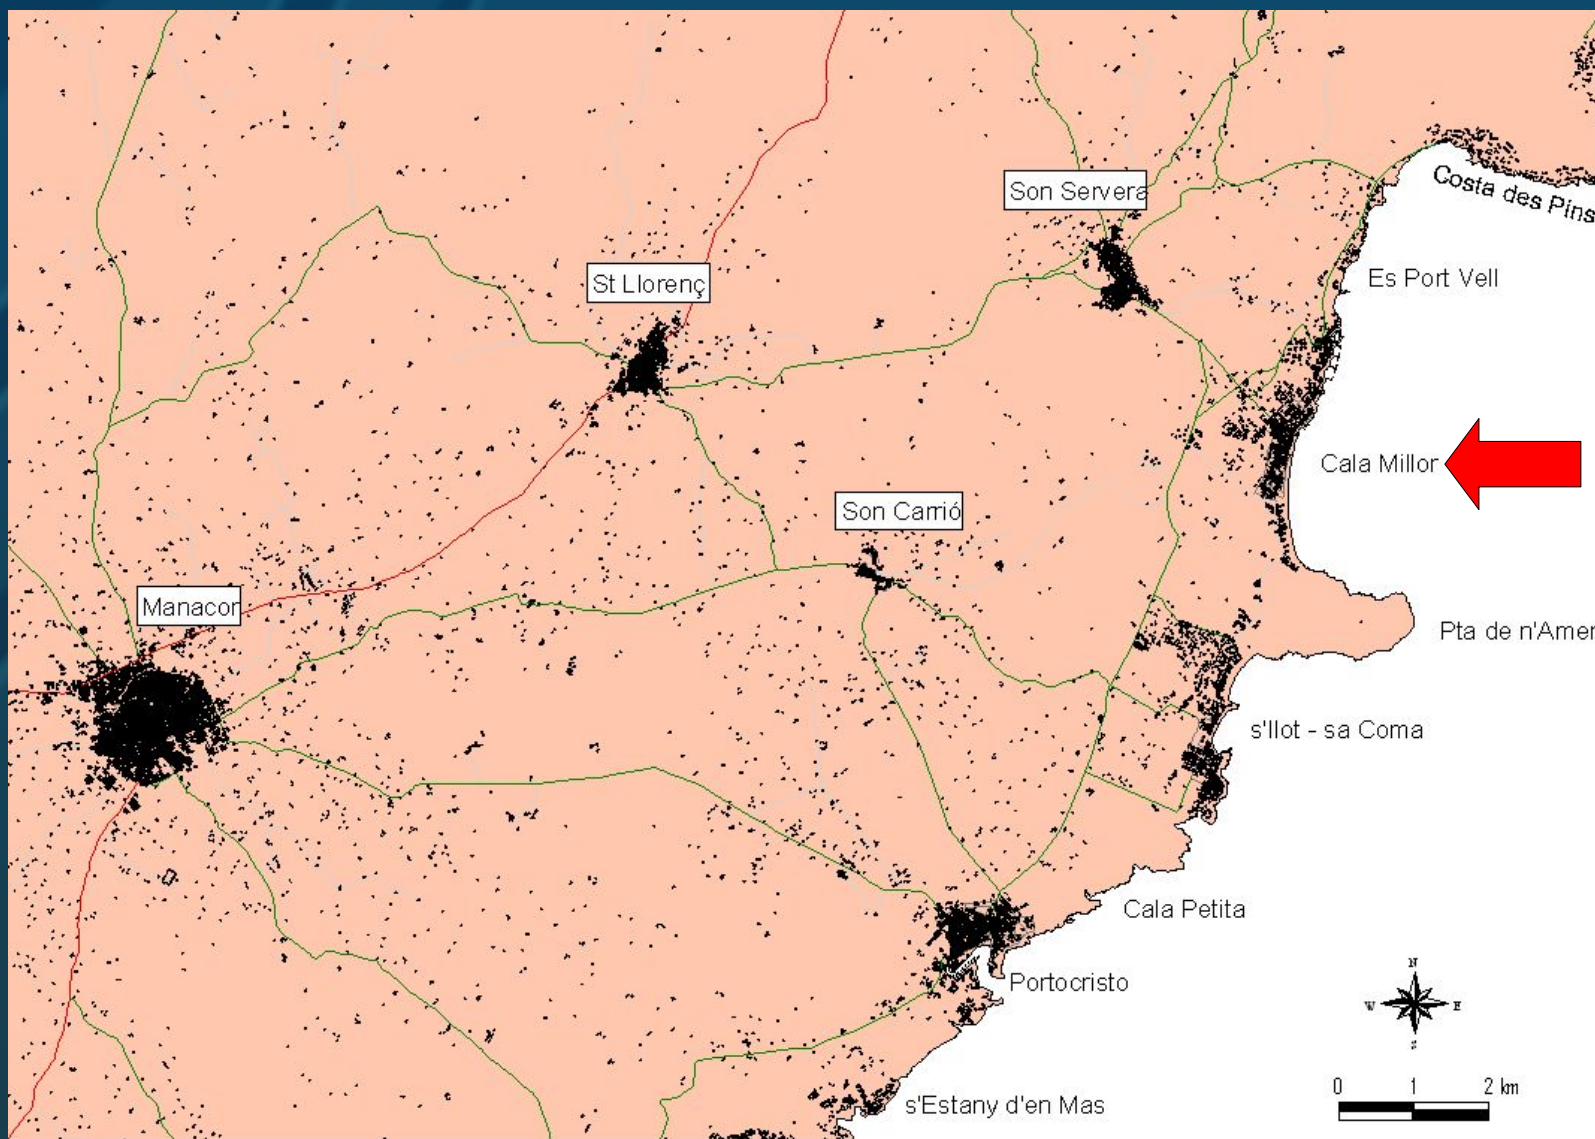 Son Servera
Costa des Pins
St Llorenç
Es Port Vell
Cala Millor
Son Carrió
Manacor
Pta de n'Amer
s'Illot - sa Coma
Cala Petita
Portocristo
N
W E
S
0 1 2 km
s'Estany d'en Mas